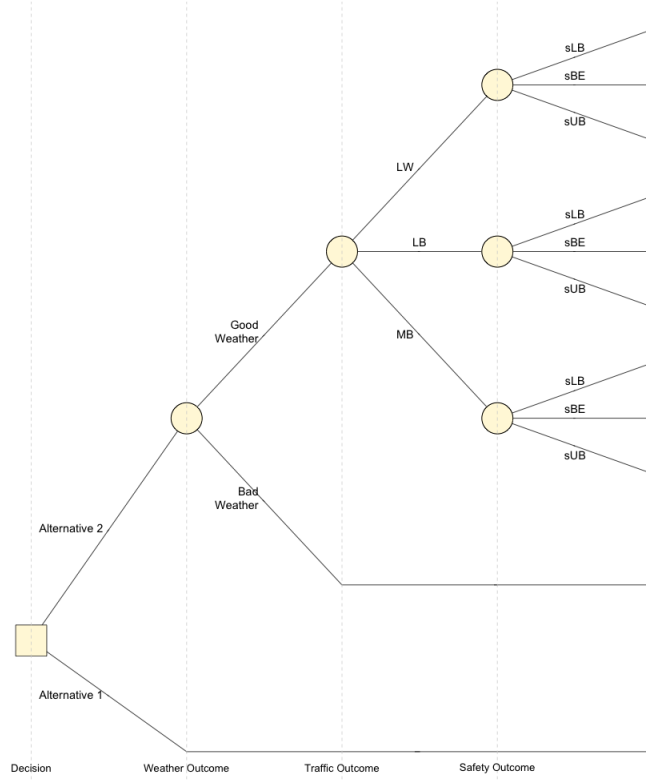 sLB
sBE
sUB
LW
sLB
LB
sBE
sUB
Good
Weather
MB
sLB
sBE
sUB
Bad
Weather
Alternative 2
Alternative 1
Decision
Weather Outcome
Traffic Outcome
Safety Outcome